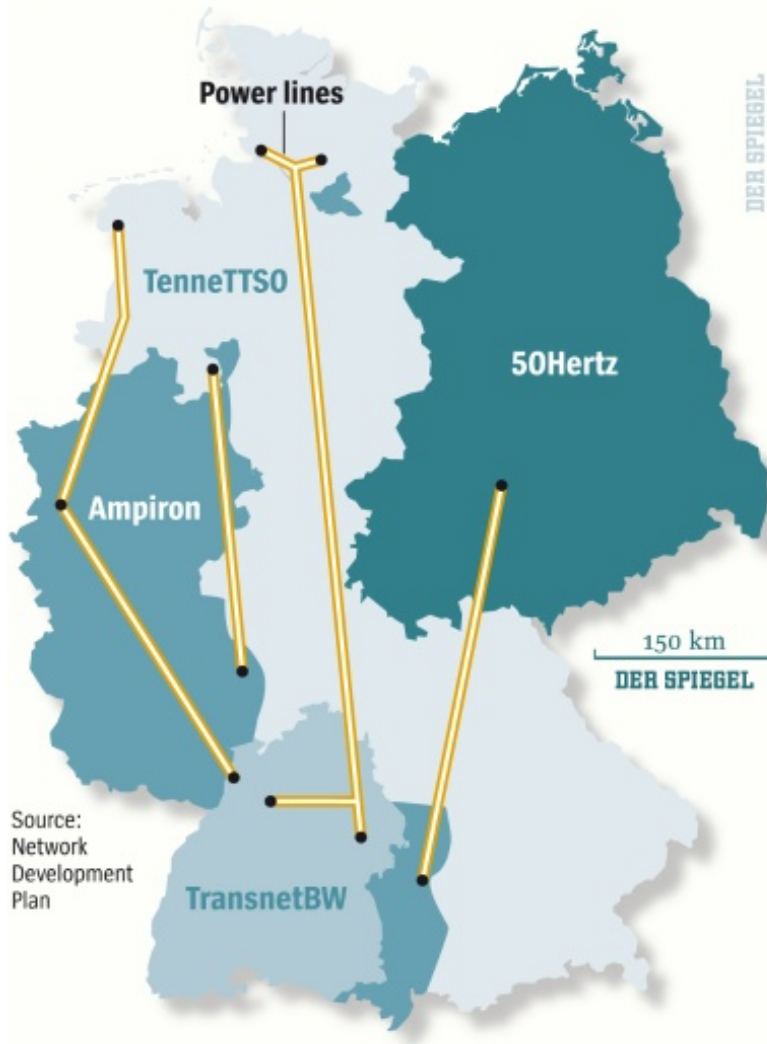 Power lines
DER SPIEGEL
TenneTTSO
50Hertz
Ampiron
150 km
DER SPIEGEL
Source:
Network
Development
Plan
TransnetBW